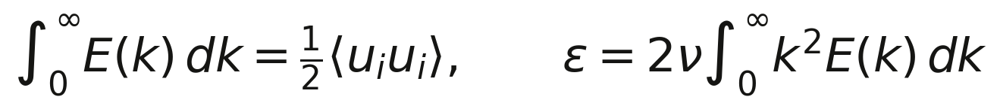 ∫₀^∞ E(k) dk = ½⟨uᵢuᵢ⟩,   ε = 2ν∫₀^∞ k²E(k) dk